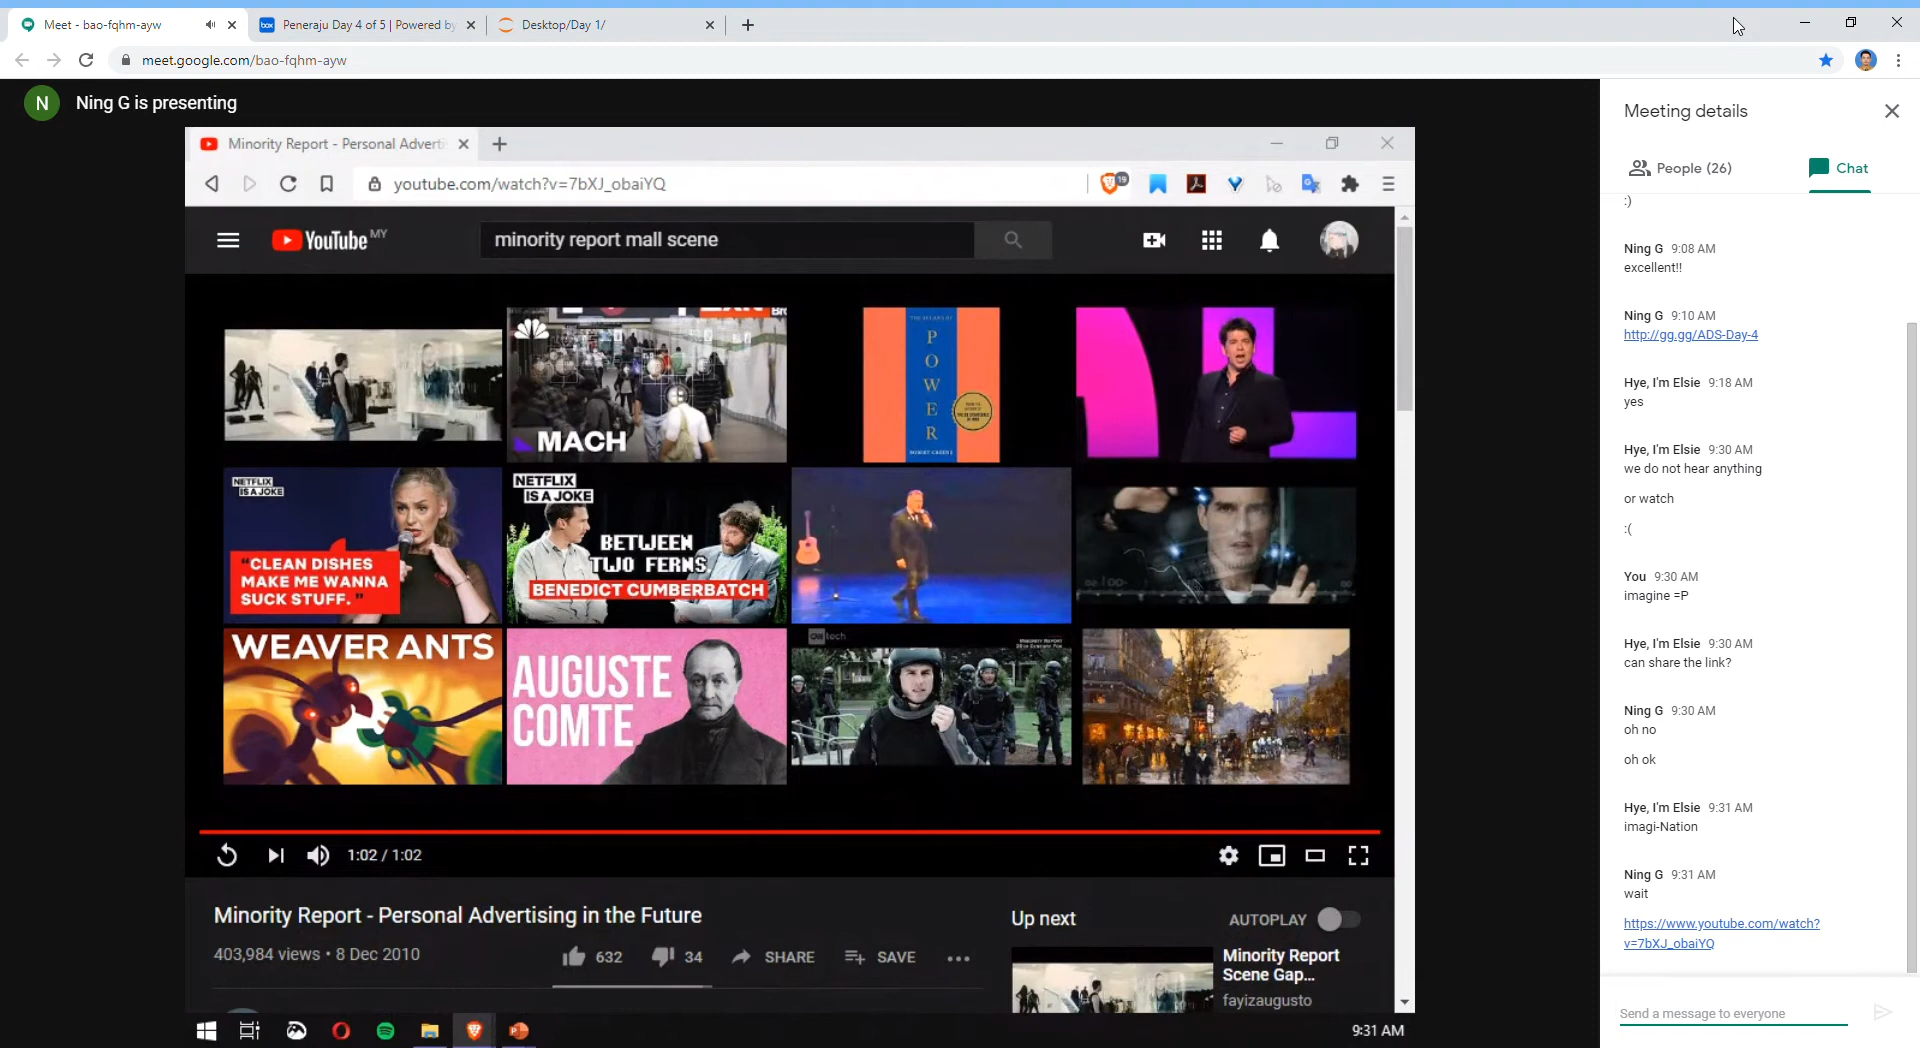 Meet - bao-fqhm-ayw
box
Peneraju Day 4 of 5 | Powered by
Desktop/Day 1/
meet.google.com/bao-fqhm-ayw
N
Ning G is presenting
Minority Report - Personal Adverti
youtube.com/watch?v=7bXJ_obaiYQ
19
YouTube MY
minority report mall scene
MACH
POWER
NETFLIX
IS A JOKE
"CLEAN DISHES
MAKE ME WANNA
SUCK STUFF."
NETFLIX
IS A JOKE
BETWEEN
TWO FERNS
BENEDICT CUMBERBATCH
WEAVER ANTS
AUGUSTE
COMTE
tech
MINORITY REPORT
1:02 / 1:02
Minority Report - Personal Advertising in the Future
403,984 views • 8 Dec 2010
632
34
SHARE
SAVE
Up next
AUTOPLAY
Minority Report
Scene Gap...
fayizaugusto
9:31 AM
Meeting details
People (26)
Chat
:)
Ning G 9:08 AM
excellent!!
Ning G 9:10 AM
http://gg.gg/ADS-Day-4
Hye, I'm Elsie 9:18 AM
yes
Hye, I'm Elsie 9:30 AM
we do not hear anything
or watch
:(
You 9:30 AM
imagine =P
Hye, I'm Elsie 9:30 AM
can share the link?
Ning G 9:30 AM
oh no
oh ok
Hye, I'm Elsie 9:31 AM
imagi-Nation
Ning G 9:31 AM
wait
https://www.youtube.com/watch?
v=7bXJ_obaiYQ
Send a message to everyone